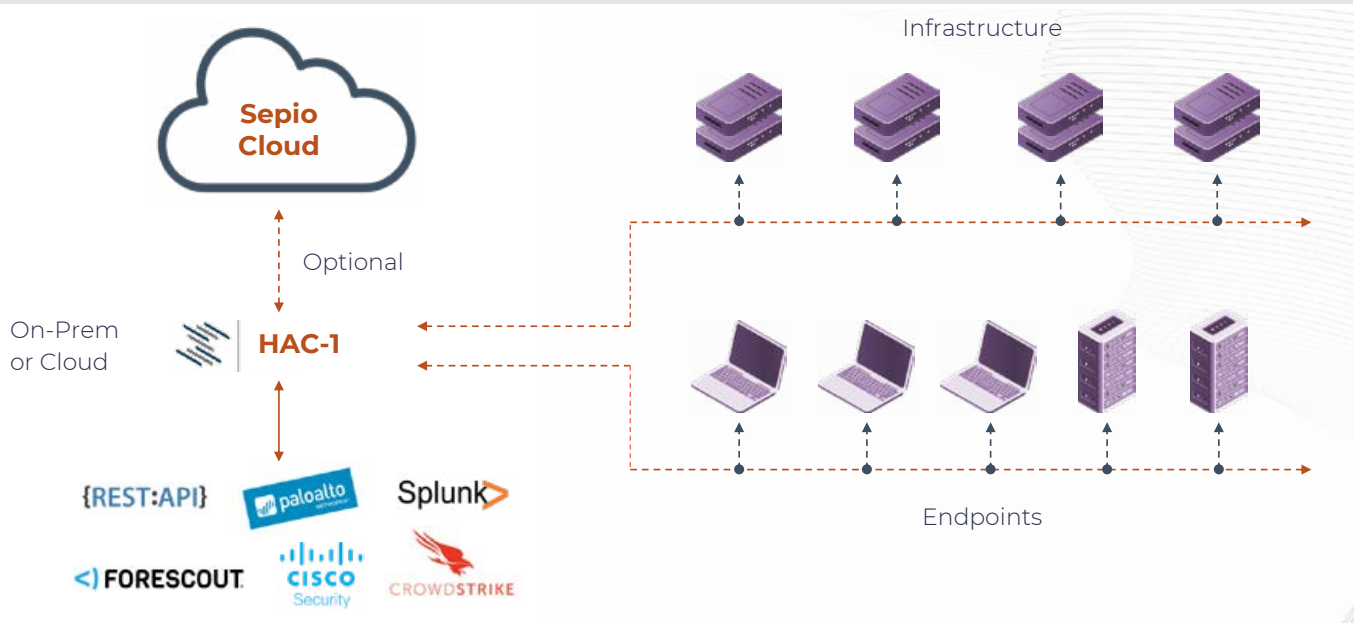 Infrastructure
Sepio
Cloud
Optional
On-Prem
or Cloud
HAC-1
{REST:API}
paloalto
NETWORKS
Splunk>
Endpoints
<) FORESCOUT.
CISCO
Security
CROWDSTRIKE